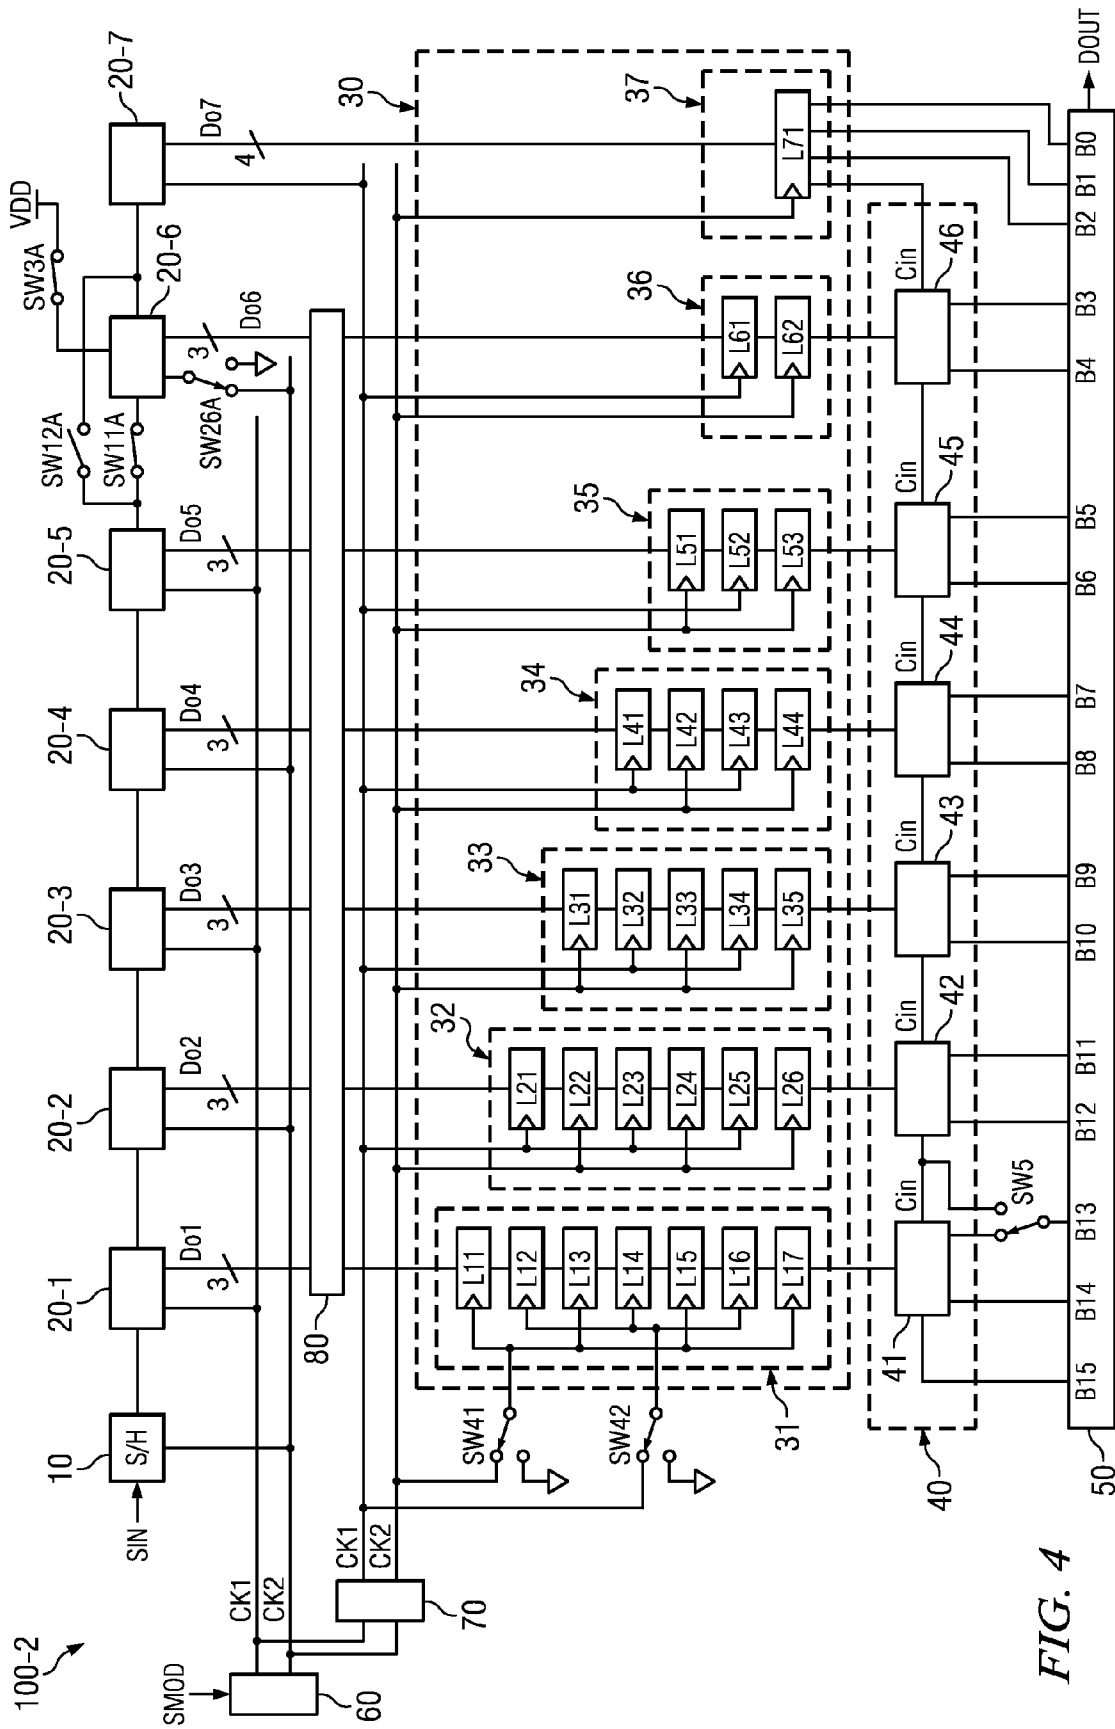 100-2
SMOD
60
CK1
CK2
70
CK1
CK2
SIN
10
S/H
20-1
20-2
20-3
20-4
20-5
20-6
20-7
SW12A
SW11A
SW3A
VDD
SW26A
Do1
3
Do2
3
Do3
3
Do4
3
Do5
3
Do6
3
Do7
4
80
30
SW41
SW42
31
L11
L12
L13
L14
L15
L16
L17
32
L21
L22
L23
L24
L25
L26
33
L31
L32
L33
L34
L35
34
L41
L42
L43
L44
35
L51
L52
L53
36
L61
L62
37
L71
40
41
Cin
42
Cin
43
Cin
44
Cin
45
Cin
46
Cin
SW5
50
B15
B14
B13
B12
B11
B10
B9
B8
B7
B6
B5
B4
B3
B2
B1
B0
DOUT
FIG. 4